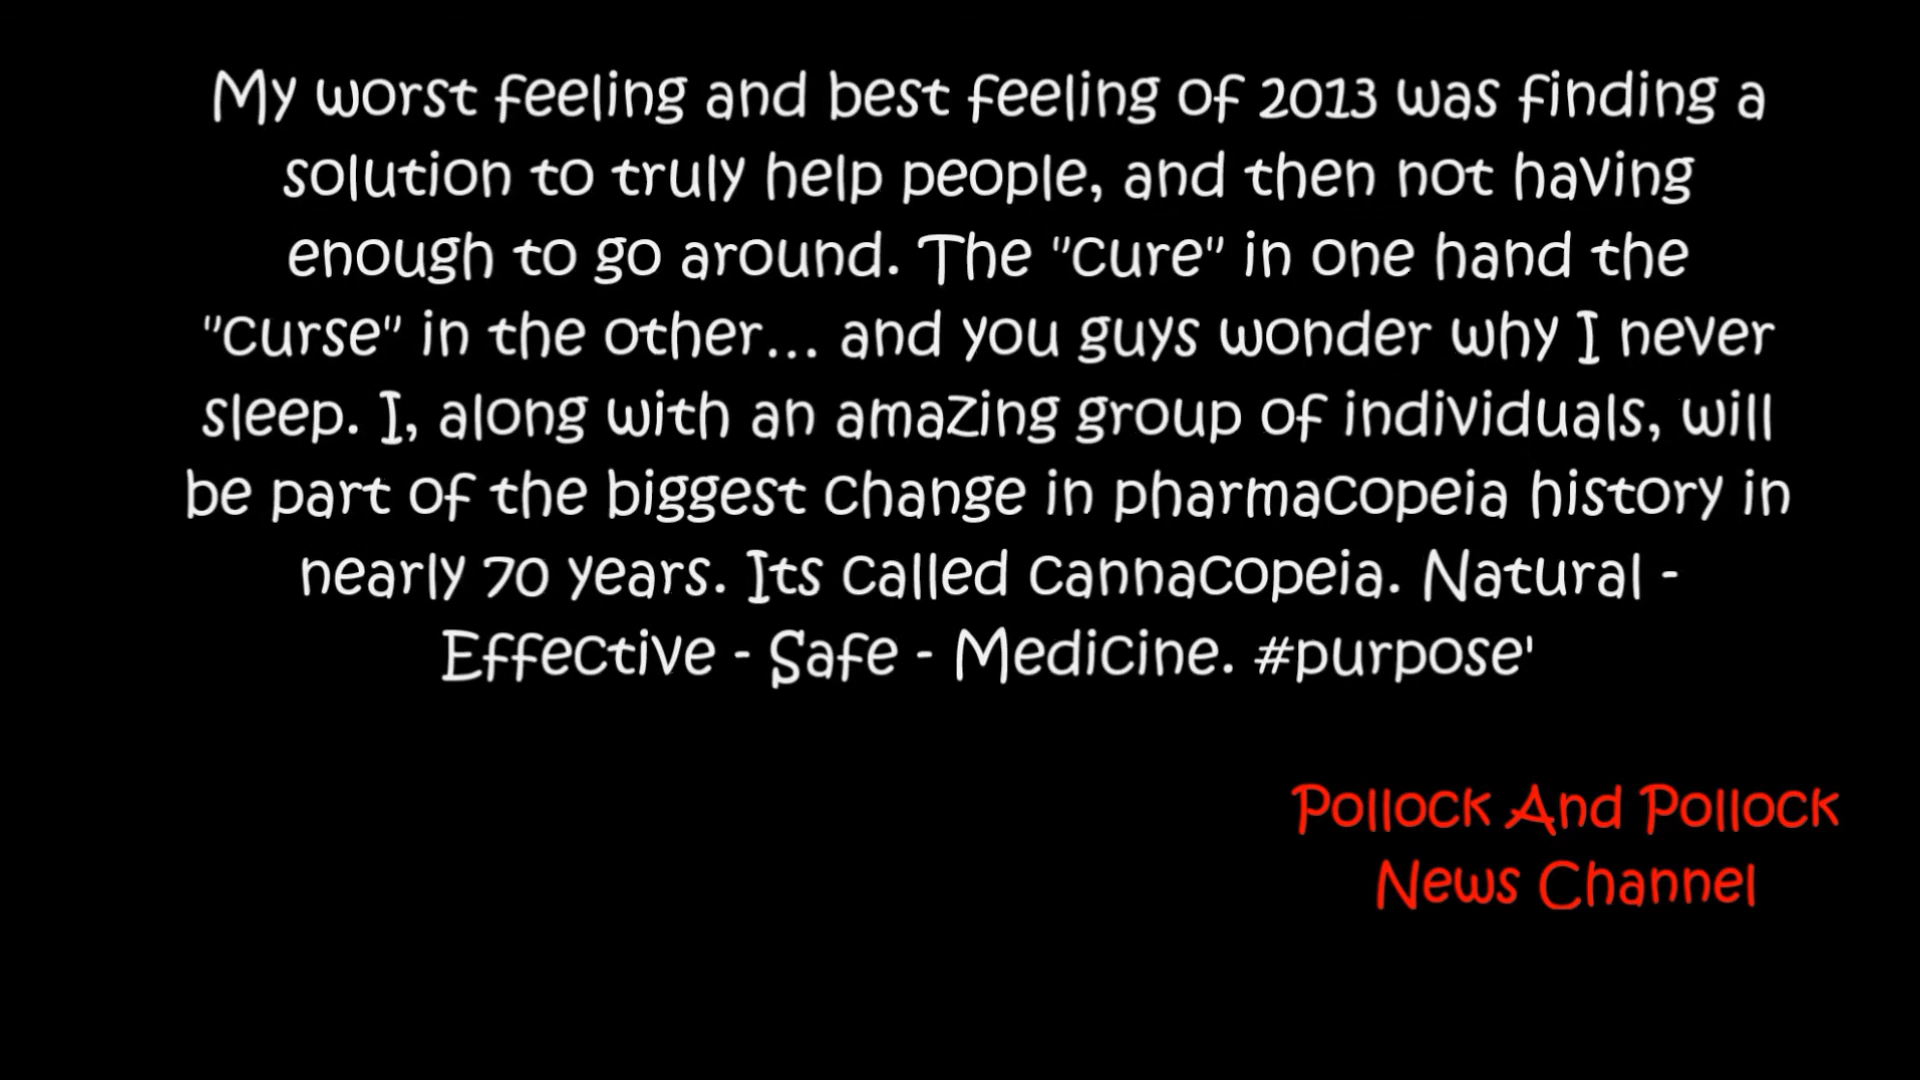 My worst feeling and best feeling of 2013 was finding a
solution to truly help people, and then not having
enough to go around. The "cure" in one hand the
"curse" in the other... and you guys wonder why I never
sleep. I, along with an amazing group of individuals, will
be part of the biggest change in pharmacopeia history in
nearly 70 years. Its called cannacopeia. Natural -
Effective - Safe - Medicine. #purpose'
Pollock And Pollock
News Channel